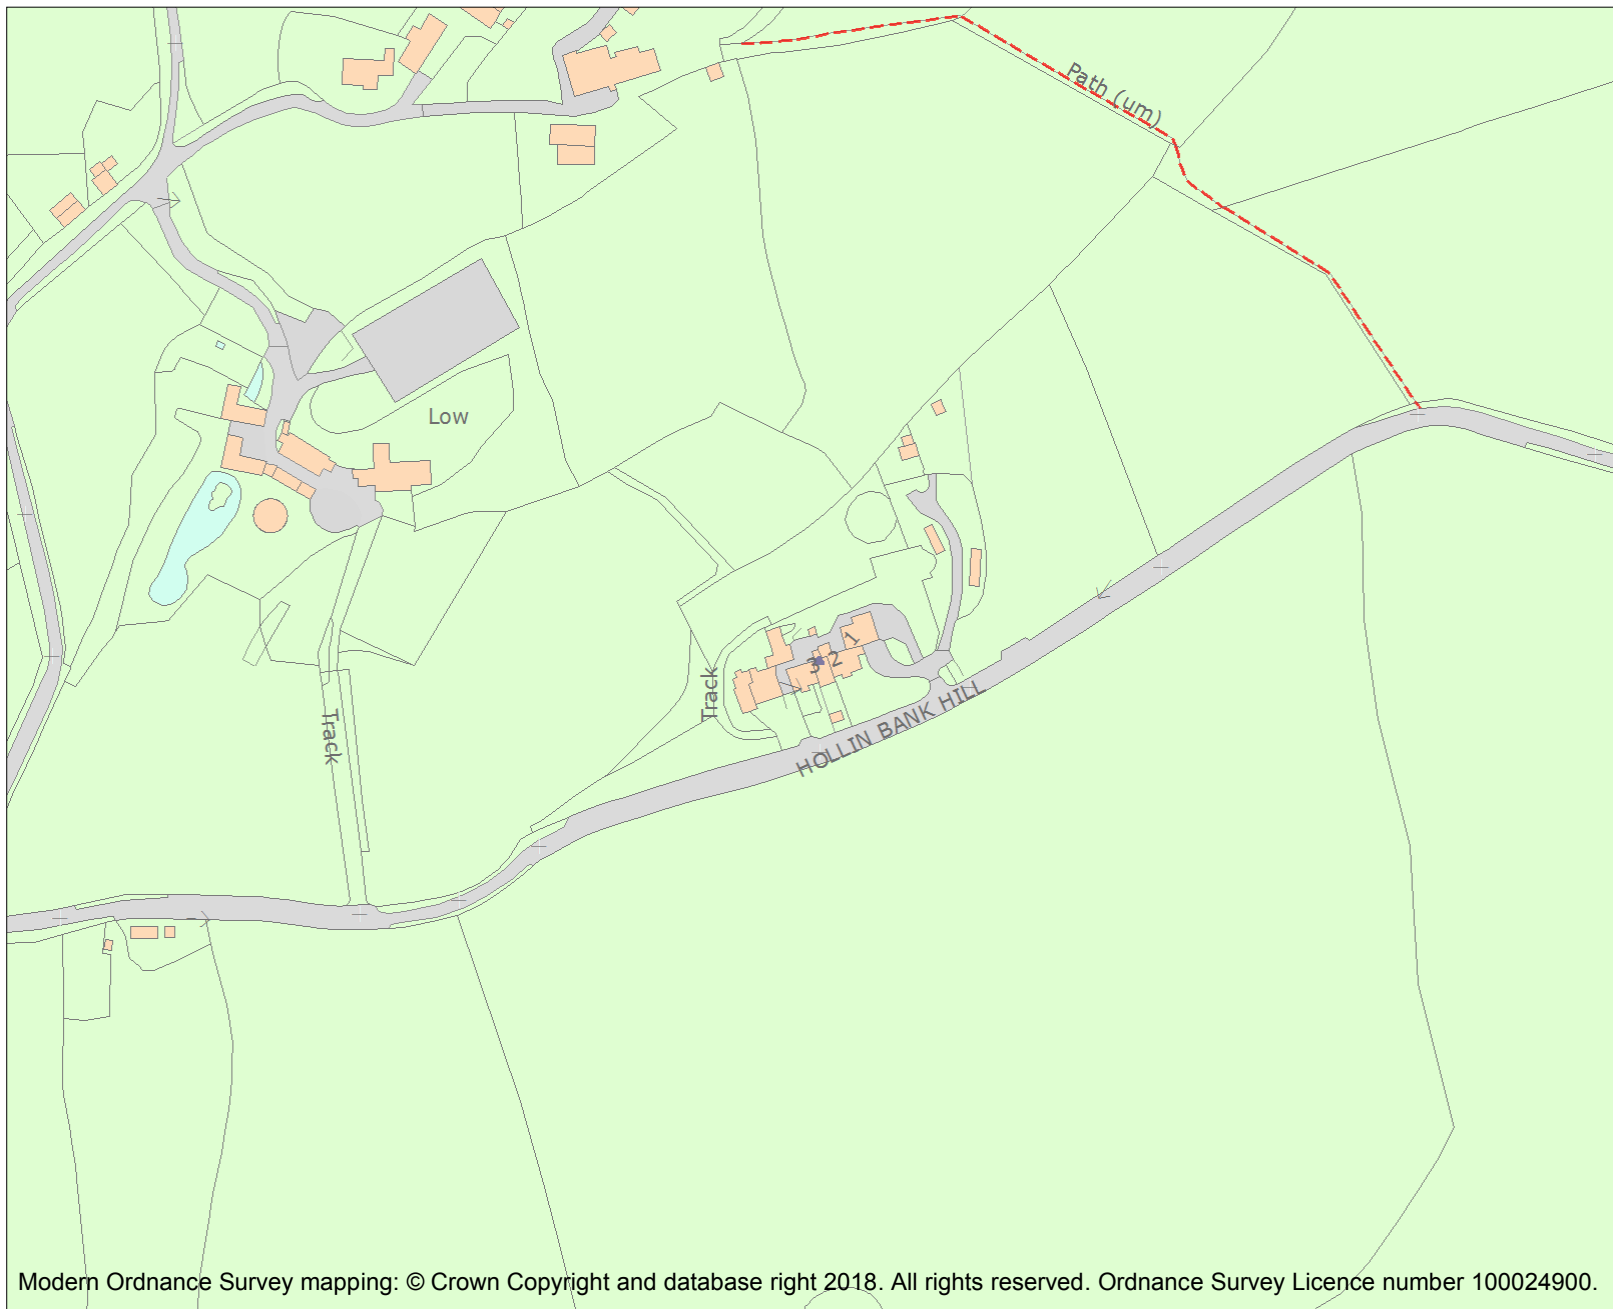 Path (um)
Low
1
2
3
Track
Track
HOLLIN BANK HILL
Modern Ordnance Survey mapping: © Crown Copyright and database right 2018. All rights reserved. Ordnance Survey Licence number 100024900.